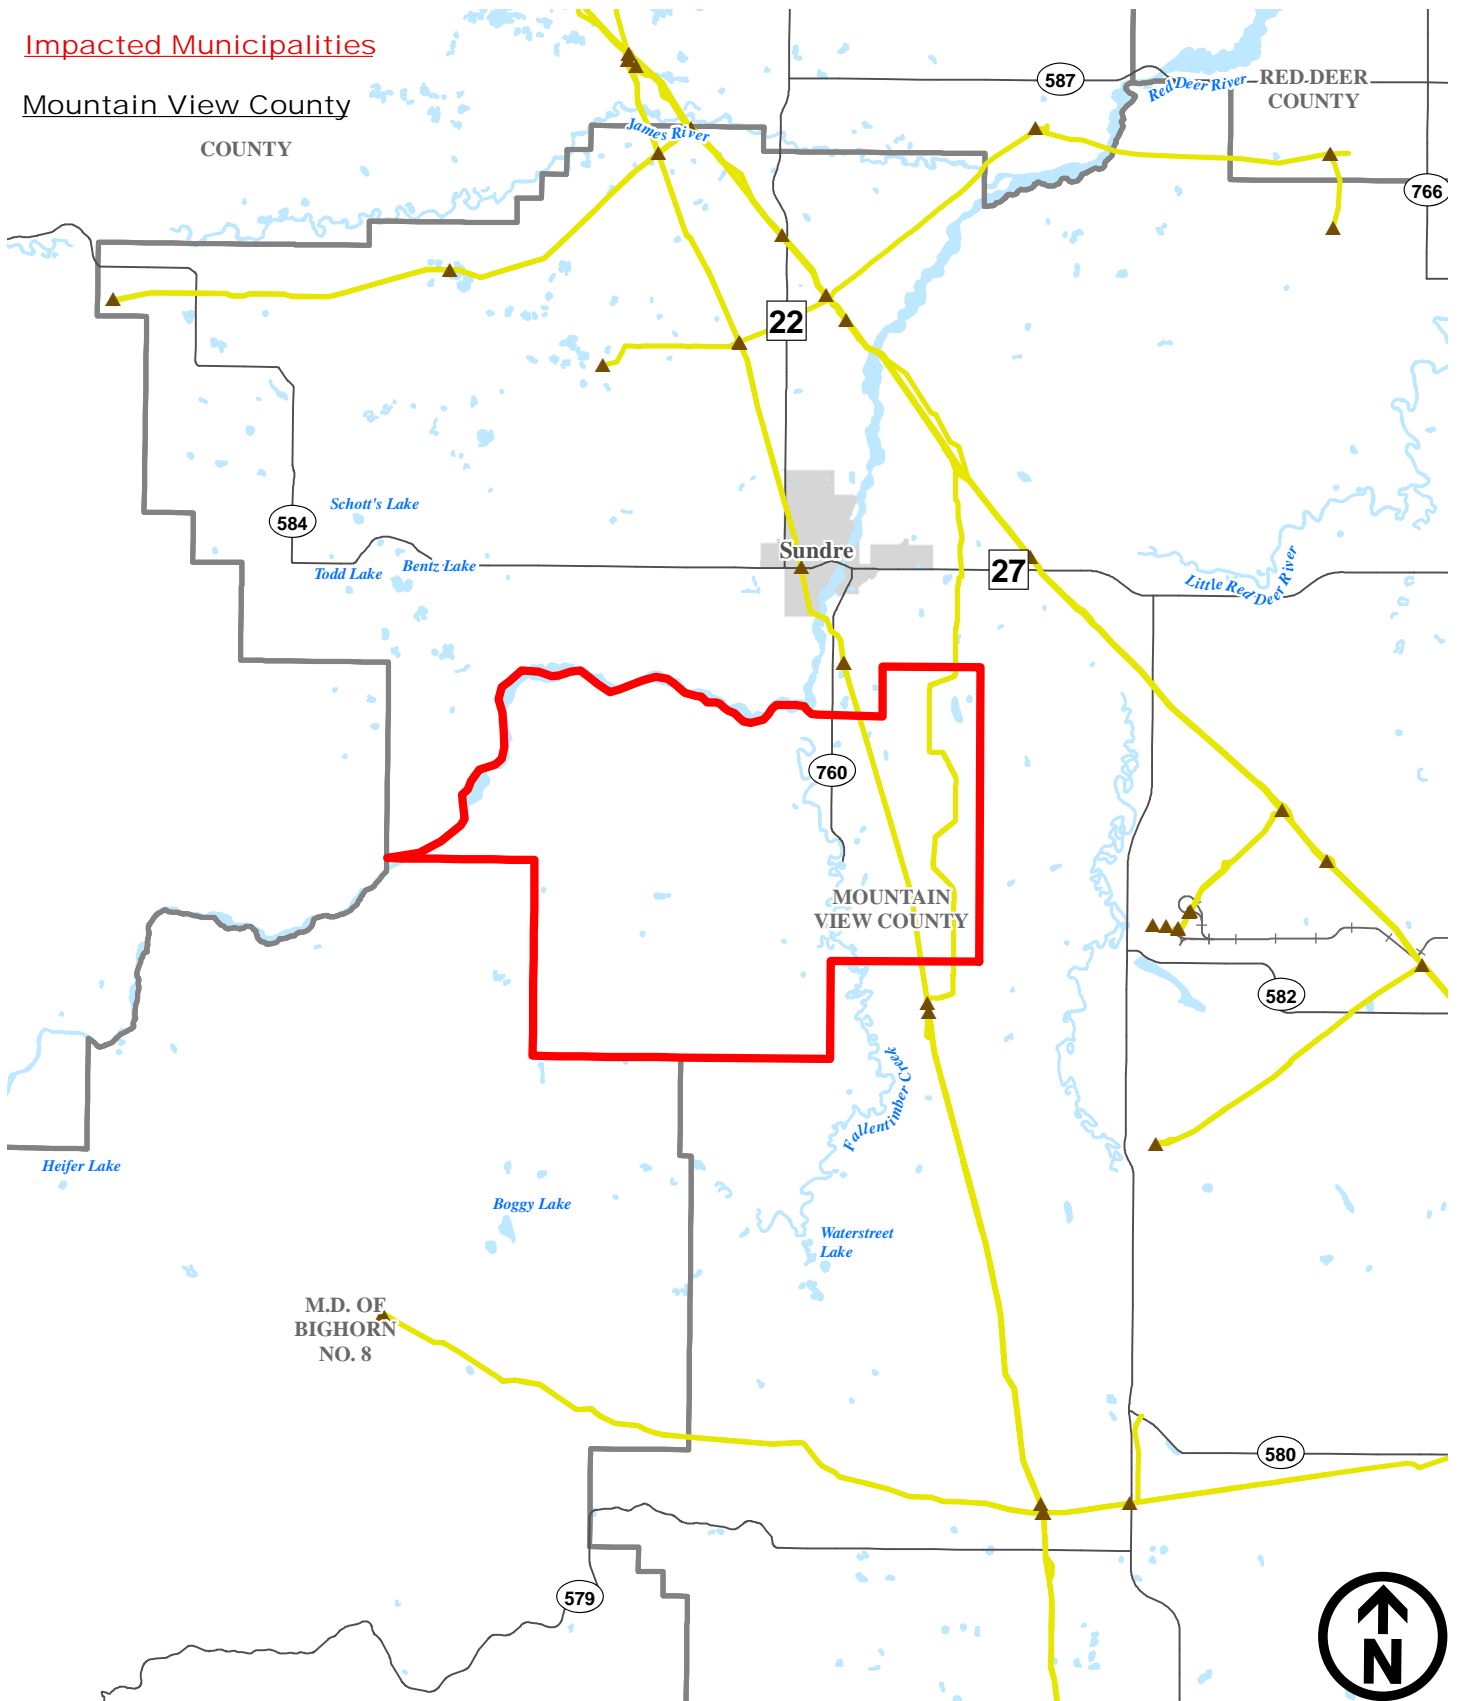 Impacted Municipalities
Mountain View County
COUNTY
587
Red Deer River
RED DEER
COUNTY
James River
766
22
Schott's Lake
584
Todd Lake
Bentz Lake
Sundre
27
Little Red Deer River
760
MOUNTAIN
VIEW COUNTY
582
Fallentimber Creek
Heifer Lake
Boggy Lake
Waterstreet
Lake
M.D. OF
BIGHORN
NO. 8
580
579
N